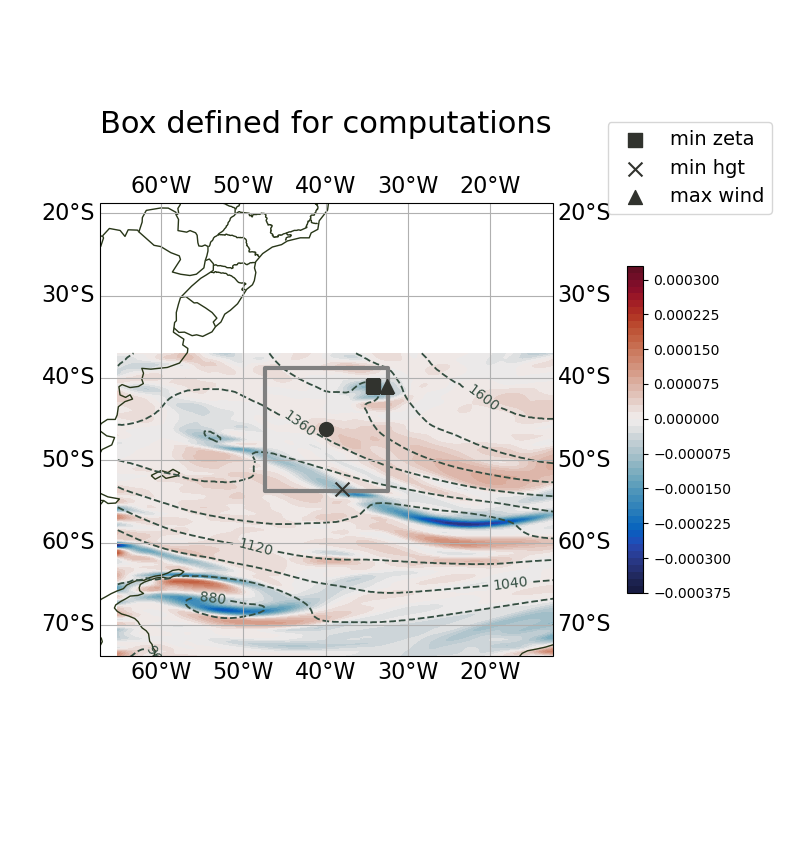 Box defined for computations
min zeta
min hgt
max wind
60°W 50°W 40°W 30°W 20°W
20°S 20°S
30°S 30°S
40°S 40°S
50°S 50°S
60°S 60°S
70°S 70°S
1600
1360
1120
1040
880
60°W 50°W 40°W 30°W 20°W
0.000300
0.000225
0.000150
0.000075
0.000000
−0.000075
−0.000150
−0.000225
−0.000300
−0.000375